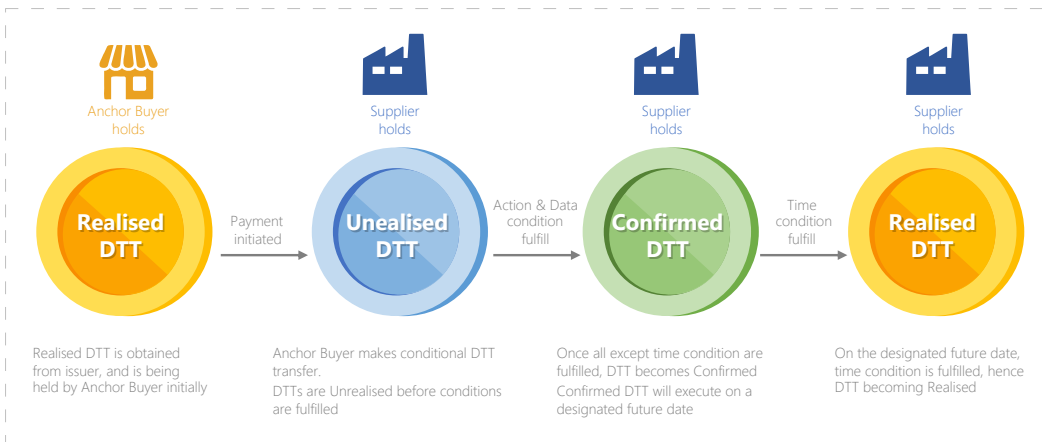 Anchor Buyer
holds
Supplier
holds
Supplier
holds
Supplier
holds
Realised
DTT
Payment
initiated
Unealised
DTT
Action & Data
condition
fulfill
Confirmed
DTT
Time
condition
fulfill
Realised
DTT
Realised DTT is obtained
from issuer, and is being
held by Anchor Buyer initially
Anchor Buyer makes conditional DTT
transfer.
DTTs are Unrealised before conditions
are fulfilled
Once all except time condition are
fulfilled, DTT becomes Confirmed
Confirmed DTT will execute on a
designated future date
On the designated future date,
time condition is fulfilled, hence
DTT becoming Realised